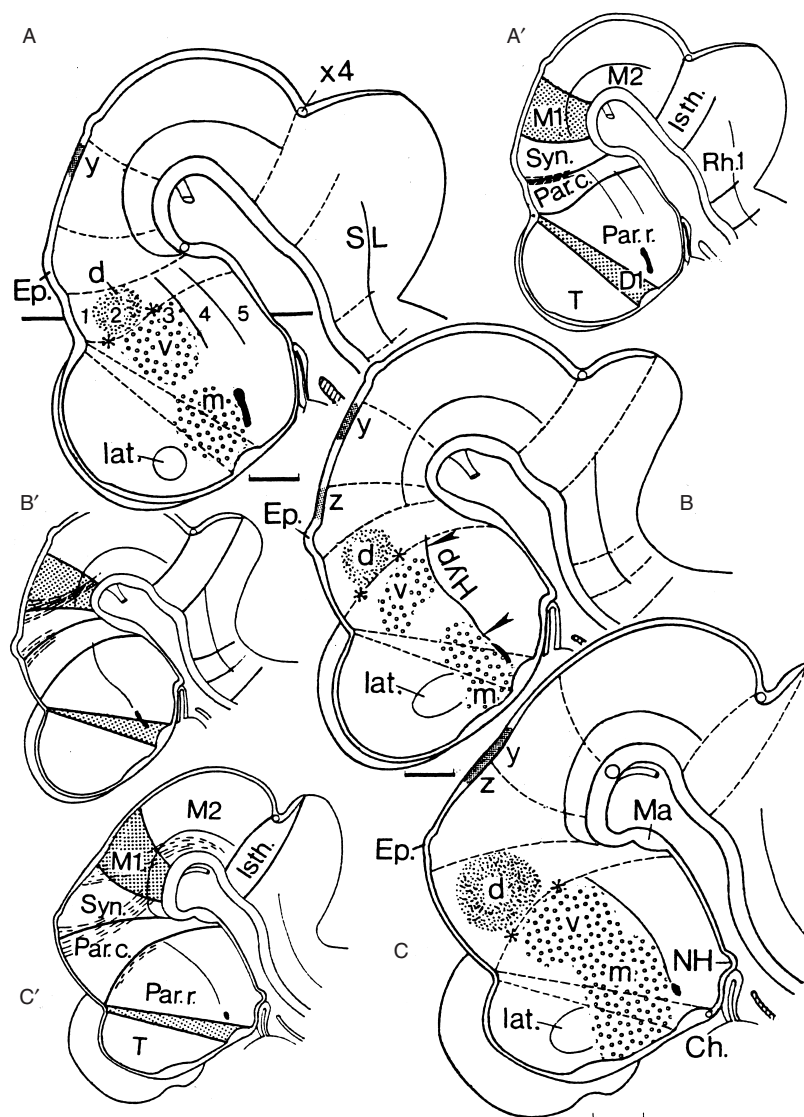 A
x4
y
SL
Ep.
d
1 2 3 4 5
*
*
v
m
lat.
A′
M2
M1
Isth.
Syn.
Par.c.
Rh.1
Par.r.
D1
T
B′
B
y
z
Ep.
d
*
*
v
Hyp
lat.
m
C′
M2
M1
Isth.
Syn.
Par.c.
Par.r.
T
C
y
z
Ma
Ep.
d
*
*
v
m
NH
lat.
Ch.